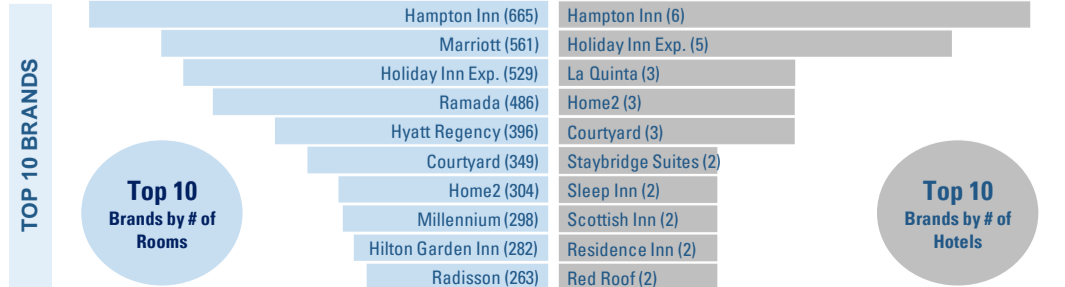 TOP 10 BRANDS
Hampton Inn (665)
Marriott (561)
Holiday Inn Exp. (529)
Ramada (486)
Hyatt Regency (396)
Courtyard (349)
Home2 (304)
Millennium (298)
Hilton Garden Inn (282)
Radisson (263)
Top 10
Brands by # of
Rooms
Hampton Inn (6)
Holiday Inn Exp. (5)
La Quinta (3)
Home2 (3)
Courtyard (3)
Staybridge Suites (2)
Sleep Inn (2)
Scottish Inn (2)
Residence Inn (2)
Red Roof (2)
Top 10
Brands by # of
Hotels